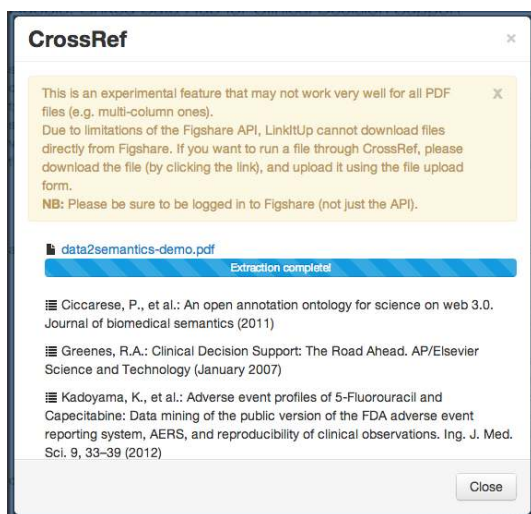 CrossRef
×
This is an experimental feature that may not work very well for all PDF
files (e.g. multi-column ones).
X
Due to limitations of the Figshare API, LinkItUp cannot download files
directly from Figshare. If you want to run a file through CrossRef, please
download the file (by clicking the link), and upload it using the file upload
form.
NB: Please be sure to be logged in to Figshare (not just the API).
data2semantics-demo.pdf
Extraction complete!
Ciccarese, P., et al.: An open annotation ontology for science on web 3.0.
Journal of biomedical semantics (2011)
Greenes, R.A.: Clinical Decision Support: The Road Ahead. AP/Elsevier
Science and Technology (January 2007)
Kadoyama, K., et al.: Adverse event profiles of 5-Fluorouracil and
Capecitabine: Data mining of the public version of the FDA adverse event
reporting system, AERS, and reproducibility of clinical observations. Ing. J. Med.
Sci. 9, 33–39 (2012)
Close